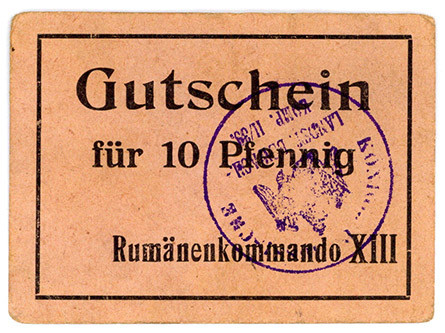 Gutschein
für 10 Pfennig
Rumänenkommando XIII